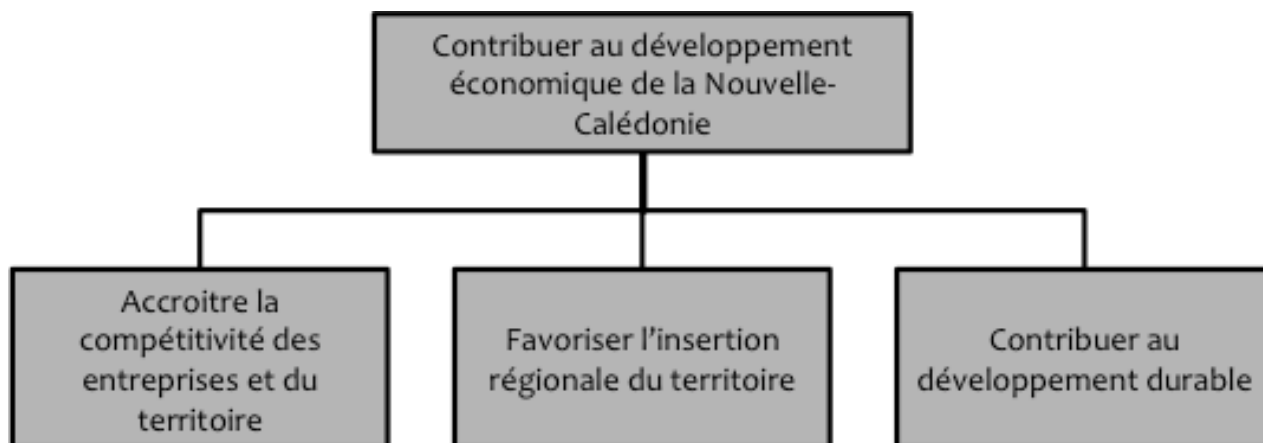 Contribuer au développement
économique de la Nouvelle-
Calédonie
Accroitre la
compétitivité des
entreprises et du
territoire
Favoriser l'insertion
régionale du territoire
Contribuer au
développement durable